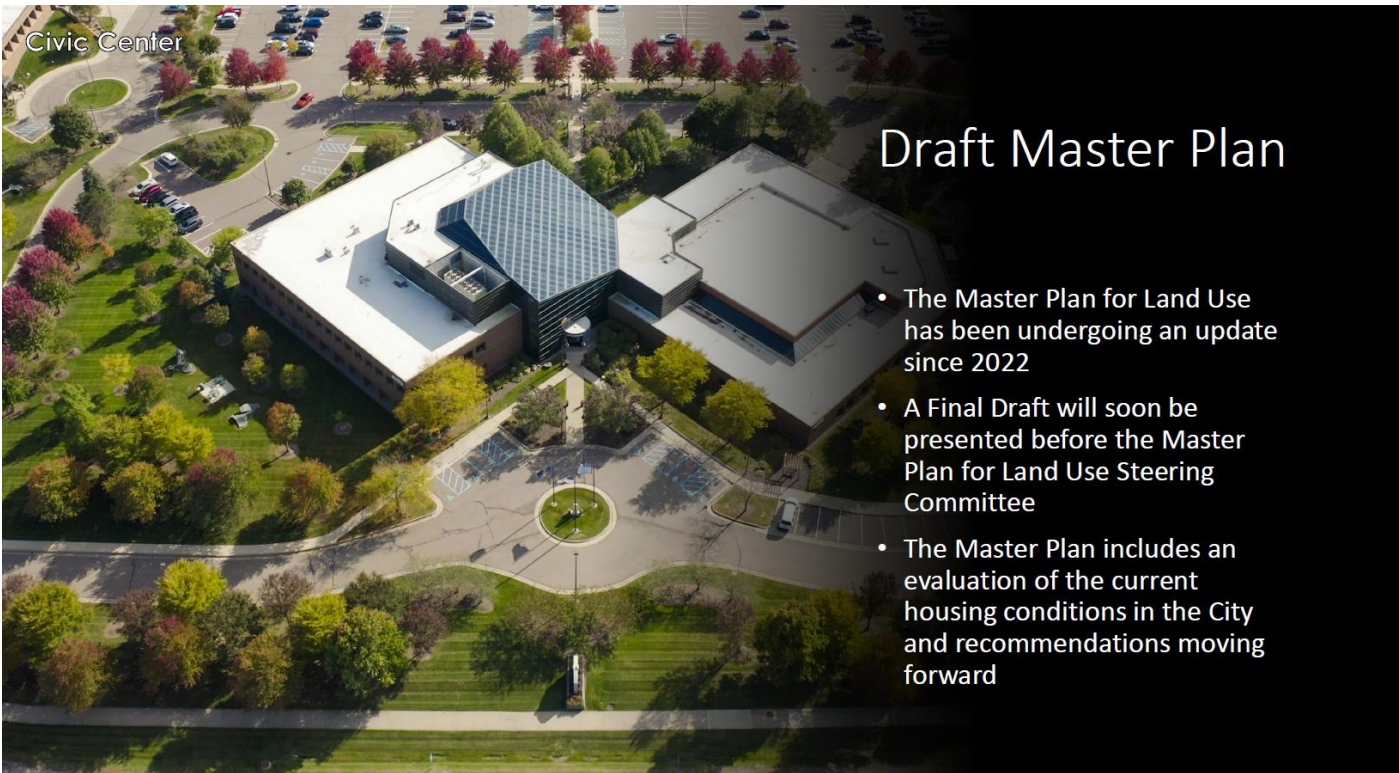 Civic Center
Draft Master Plan
• The Master Plan for Land Use
has been undergoing an update
since 2022
• A Final Draft will soon be
presented before the Master
Plan for Land Use Steering
Committee
• The Master Plan includes an
evaluation of the current
housing conditions in the City
and recommendations moving
forward